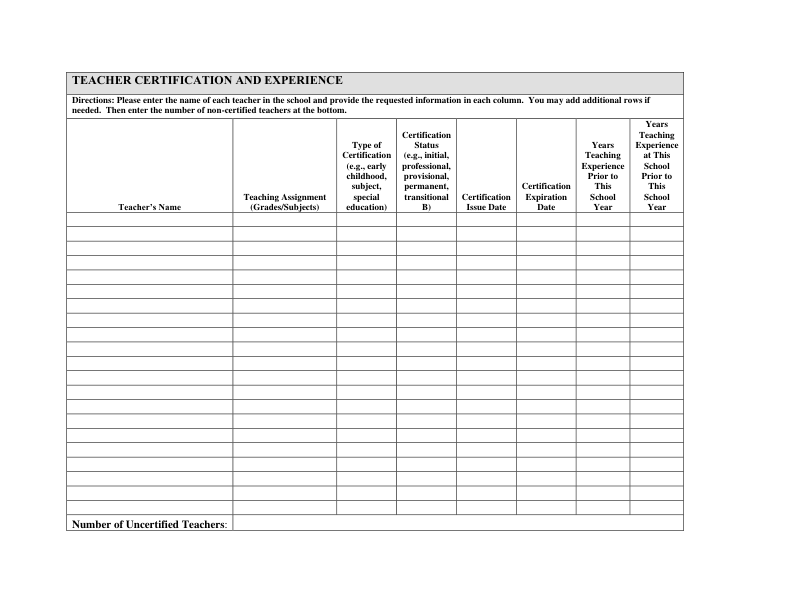 TEACHER CERTIFICATION AND EXPERIENCE
Directions: Please enter the name of each teacher in the school and provide the requested information in each column.  You may add additional rows if
needed.  Then enter the number of non-certified teachers at the bottom.
Teacher's Name
Teaching Assignment
(Grades/Subjects)
Type of
Certification
(e.g., early
childhood,
subject,
special
education)
Certification
Status
(e.g., initial,
professional,
provisional,
permanent,
transitional
B)
Certification
Issue Date
Certification
Expiration
Date
Years
Teaching
Experience
Prior to
This
School
Year
Years
Teaching
Experience
at This
School
Prior to
This
School
Year
Number of Uncertified Teachers: